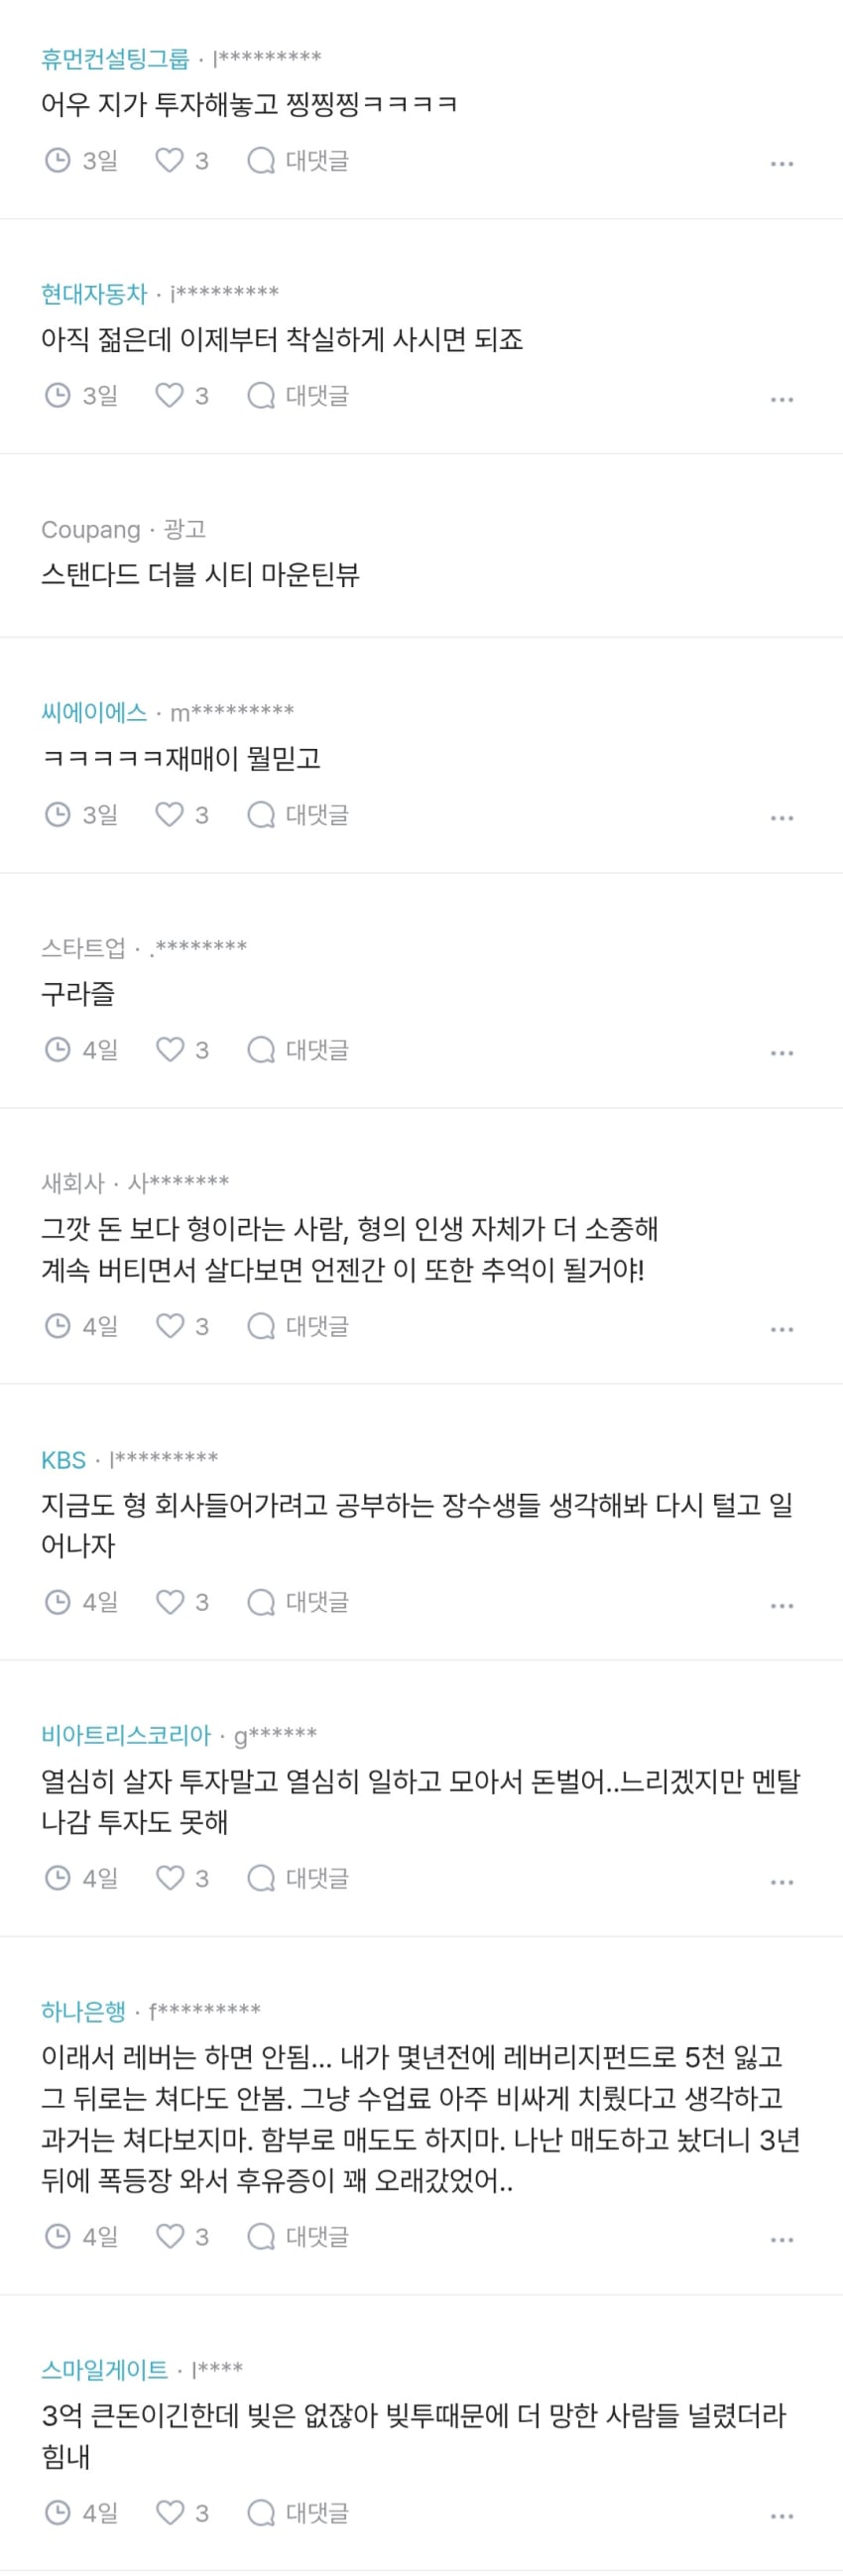 휴먼컨설팅그룹 · l*********
어우 지가 투자해놓고 찡찡찡ㅋㅋㅋㅋ
3일 3 대댓글
현대자동차 · i*********
아직 젊은데 이제부터 착실하게 사시면 되죠
3일 3 대댓글
Coupang · 광고
스탠다드 더블 시티 마운틴뷰
씨에이에스 · m*********
ㅋㅋㅋㅋㅋ재매이 뭘믿고
3일 3 대댓글
스타트업 · .********
구라즐
4일 3 대댓글
새회사 · 사*******
그깟 돈 보다 형이라는 사람, 형의 인생 자체가 더 소중해
계속 버티면서 살다보면 언젠간 이 또한 추억이 될거야!
4일 3 대댓글
KBS · l*********
지금도 형 회사들어가려고 공부하는 장수생들 생각해봐 다시 털고 일
어나자
4일 3 대댓글
비아트리스코리아 · g******
열심히 살자 투자말고 열심히 일하고 모아서 돈벌어..느리겠지만 멘탈
나감 투자도 못해
4일 3 대댓글
하나은행 · f*********
이래서 레버는 하면 안됨... 내가 몇년전에 레버리지펀드로 5천 잃고
그 뒤로는 쳐다도 안봄. 그냥 수업료 아주 비싸게 치뤘다고 생각하고
과거는 쳐다보지마. 함부로 매도도 하지마. 나난 매도하고 놨더니 3년
뒤에 폭등장 와서 후유증이 꽤 오래갔었어..
4일 3 대댓글
스마일게이트 · l****
3억 큰돈이긴한데 빚은 없잖아 빚투때문에 더 망한 사람들 널렸더라
힘내
4일 3 대댓글